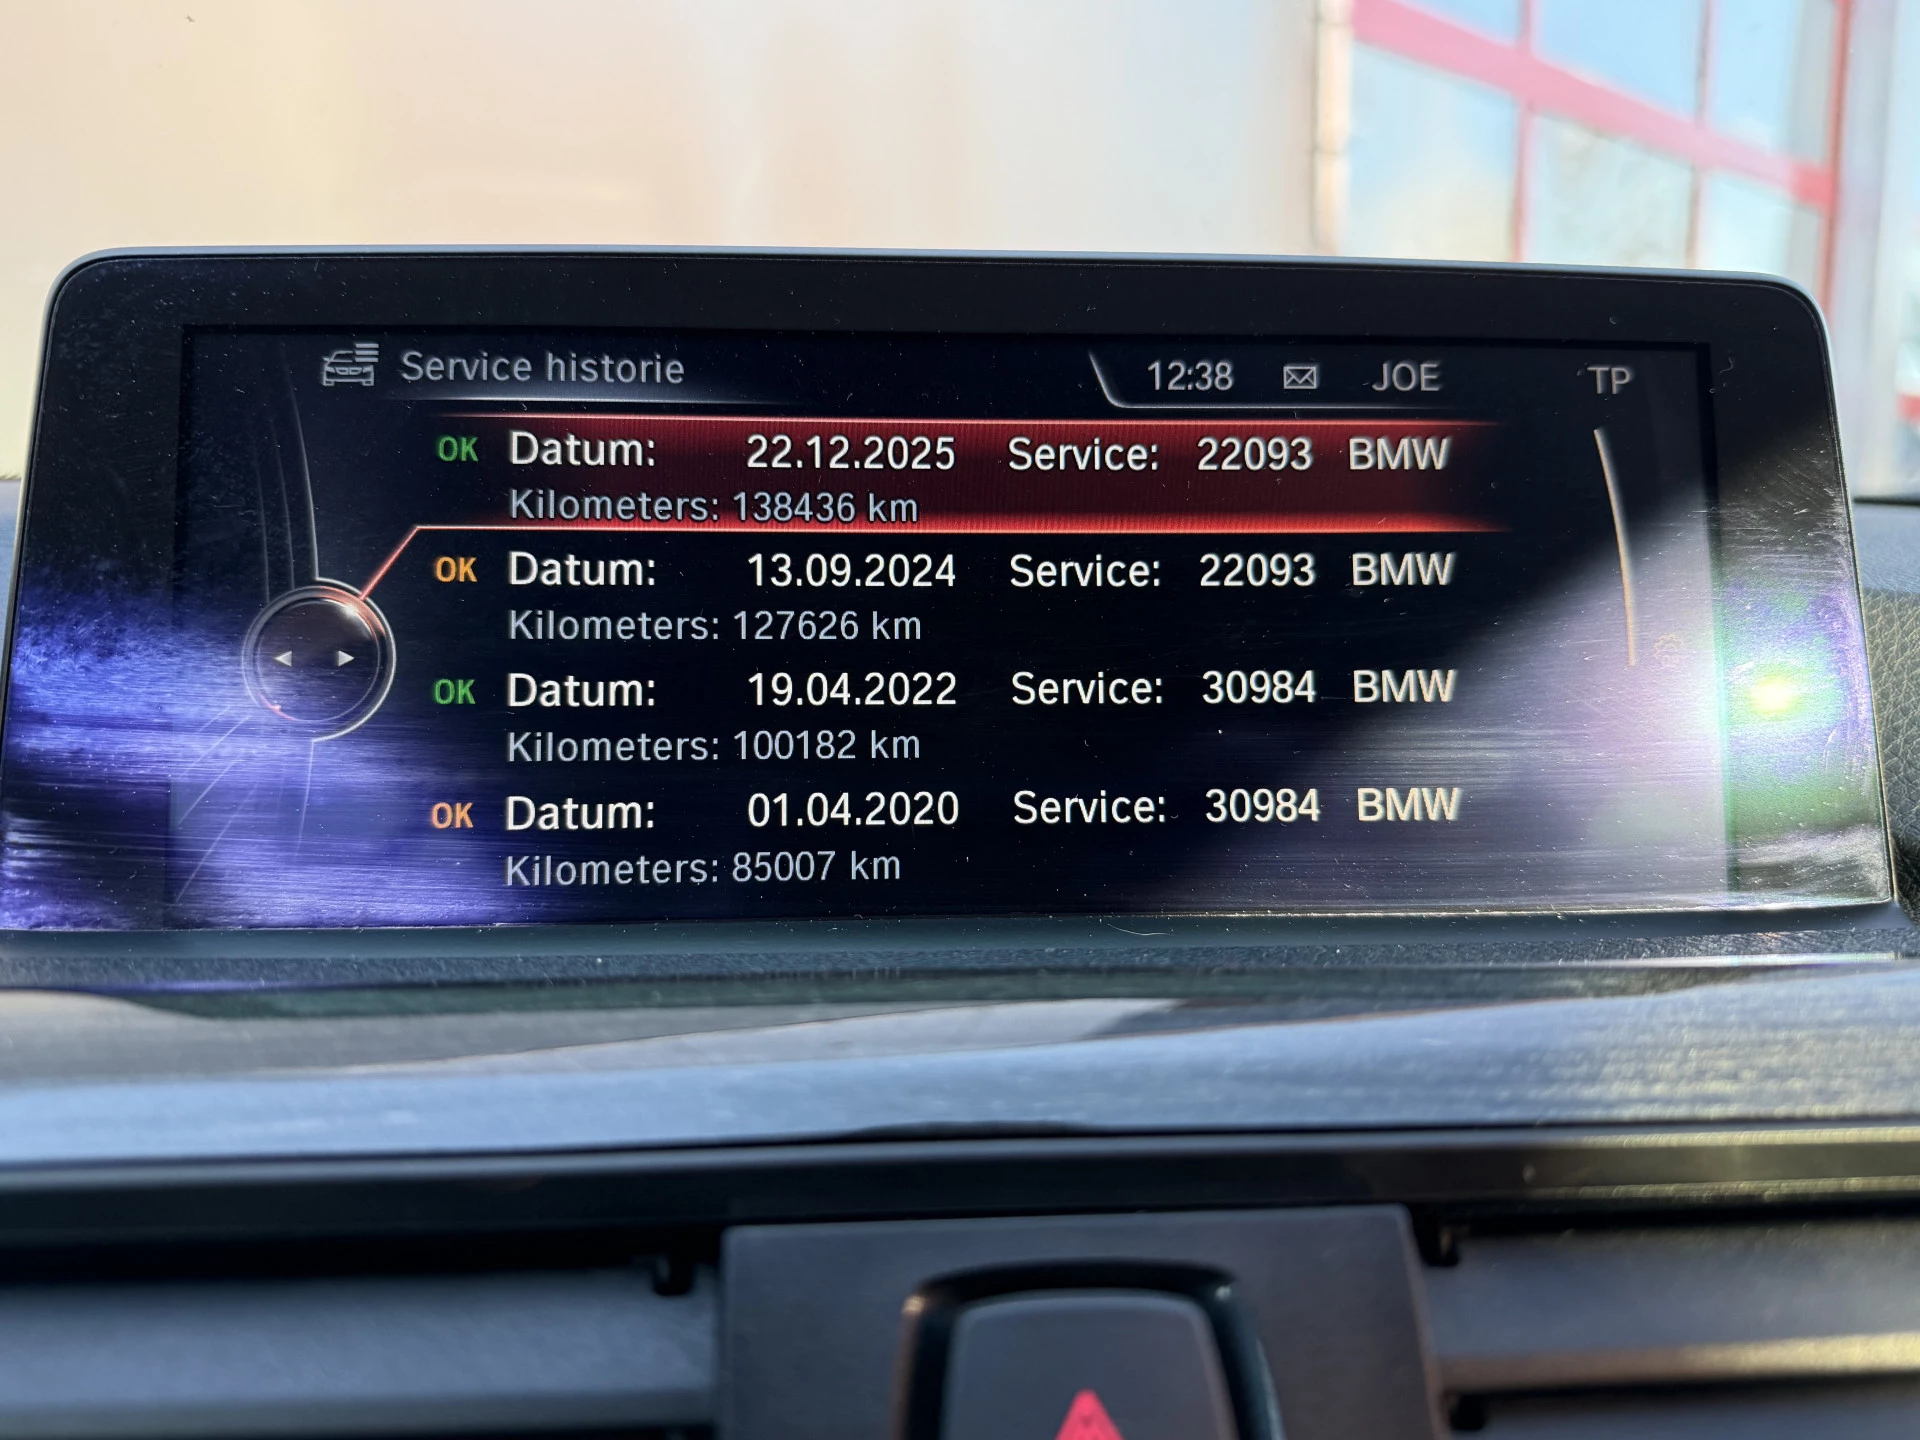 Service historie 12:38 JOE TP
OK Datum: 22.12.2025 Service: 22093 BMW
Kilometers: 138436 km
OK Datum: 13.09.2024 Service: 22093 BMW
Kilometers: 127626 km
OK Datum: 19.04.2022 Service: 30984 BMW
Kilometers: 100182 km
OK Datum: 01.04.2020 Service: 30984 BMW
Kilometers: 85007 km